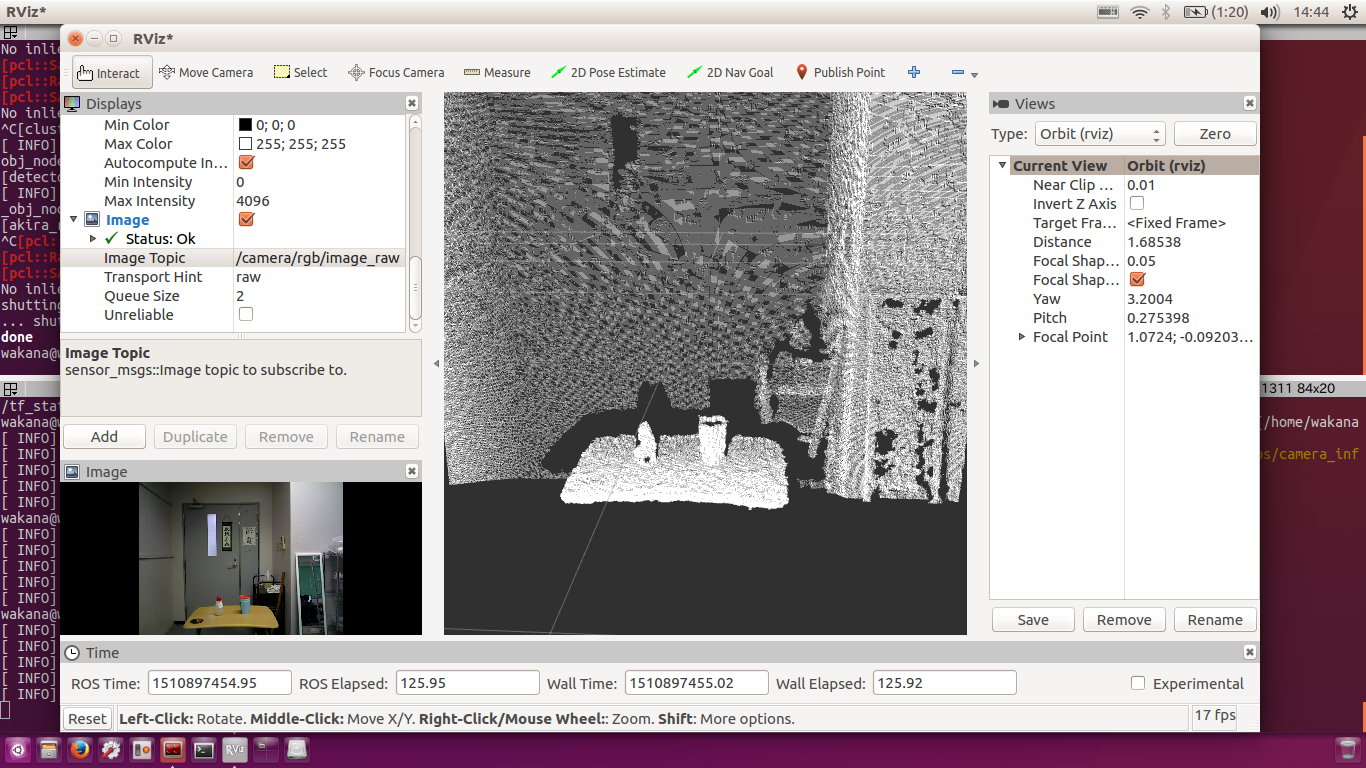 RViz*
(1:20)
14:44
No inlie
[pcl::S
[pcl::R
[pcl::S
No inlie
^C[clust
[ INFO]
obj_node
[detecto
[ INFO]
_obj_nod
[akira_r
^C[pcl:
[pcl::R
[pcl::S
No inlie
shutting
... shut
done
wakana@w
/tf_stat
wakana@w
[ INFO]
[ INFO]
[ INFO]
[ INFO]
[ INFO]
wakana@w
[ INFO]
[ INFO]
[ INFO]
[ INFO]
[ INFO]
wakana@w
[ INFO]
[ INFO]
[ INFO]
[ INFO]
[ INFO]
RViz*
Interact
Move Camera
Select
Focus Camera
Measure
2D Pose Estimate
2D Nav Goal
Publish Point
Displays
Min Color 0; 0; 0
Max Color 255; 255; 255
Autocompute In...
Min Intensity 0
Max Intensity 4096
Image
Status: Ok
Image Topic /camera/rgb/image_raw
Transport Hint raw
Queue Size 2
Unreliable
Image Topic
sensor_msgs::Image topic to subscribe to.
Add
Duplicate
Remove
Rename
Image
Views
Type: Orbit (rviz) Zero
Current View Orbit (rviz)
Near Clip ... 0.01
Invert Z Axis
Target Fra... <Fixed Frame>
Distance 1.68538
Focal Shap... 0.05
Focal Shap...
Yaw 3.2004
Pitch 0.275398
Focal Point 1.0724; -0.09203...
Save
Remove
Rename
1311 84x20
/home/wakana
os/camera_inf
Time
ROS Time: 1510897454.95
ROS Elapsed: 125.95
Wall Time: 1510897455.02
Wall Elapsed: 125.92
Experimental
Reset
Left-Click: Rotate. Middle-Click: Move X/Y. Right-Click/Mouse Wheel:: Zoom. Shift: More options.
17 fps
RViz